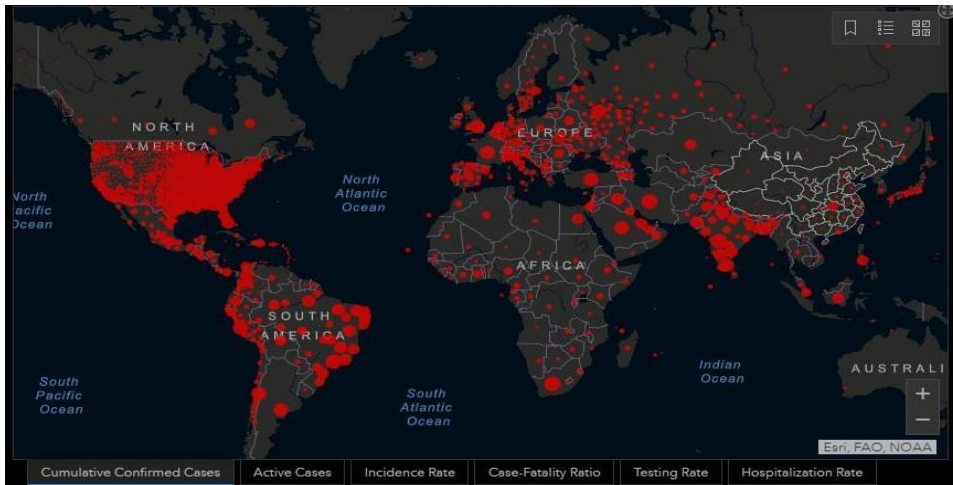 NORTH
AMERICA
EUROPE
ASIA
North
Atlantic
Ocean
North
acific
Ocean
AFRICA
SOUTH
AMERICA
Indian
Ocean
AUSTRALI
South
Pacific
Ocean
South
Atlantic
Ocean
+
−
Esri, FAO, NOAA
Cumulative Confirmed Cases
Active Cases
Incidence Rate
Case-Fatality Ratio
Testing Rate
Hospitalization Rate